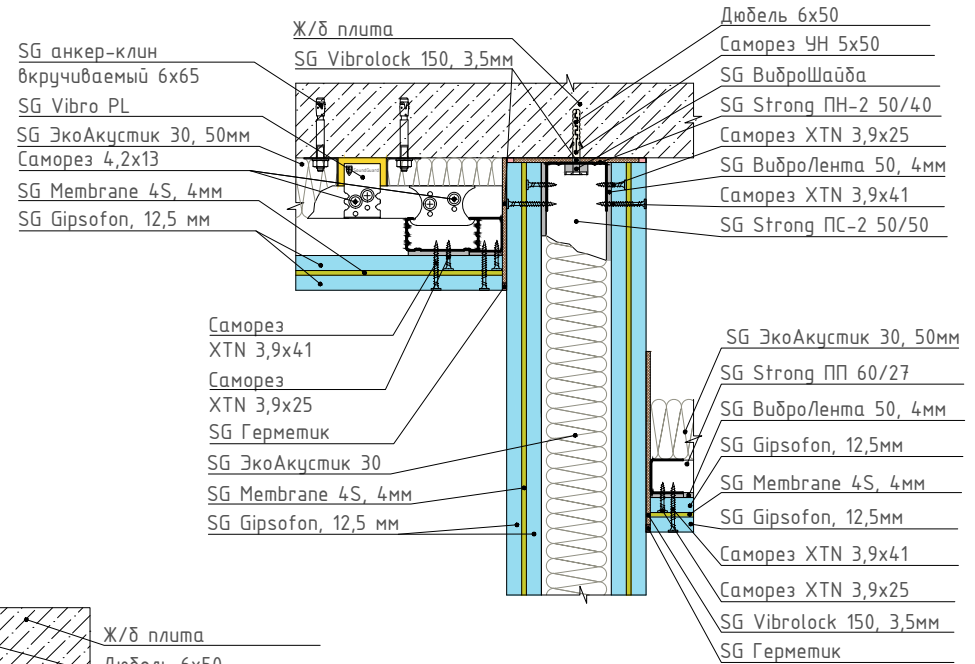 SG анкер-клин
вкручиваемый 6х65
SG Vibro PL
SG ЭкоАкустик 30, 50мм
Саморез 4,2х13
SG Membrane 4S, 4мм
SG Gipsofon, 12,5 мм
Ж/б плита
SG Vibrolock 150, 3,5мм
Дюбель 6х50
Саморез УН 5х50
SG ВиброШайба
SG Strong ПН-2 50/40
Саморез XTN 3,9х25
SG ВиброЛента 50, 4мм
Саморез XTN 3,9х41
SG Strong ПС-2 50/50
Саморез
XTN 3,9х41
Саморез
XTN 3,9х25
SG Герметик
SG ЭкоАкустик 30
SG Membrane 4S, 4мм
SG Gipsofon, 12,5 мм
SG ЭкоАкустик 30, 50мм
SG Strong ПП 60/27
SG ВиброЛента 50, 4мм
SG Gipsofon, 12,5мм
SG Membrane 4S, 4мм
SG Gipsofon, 12,5мм
Саморез XTN 3,9х41
Саморез XTN 3,9х25
SG Vibrolock 150, 3,5мм
SG Герметик
Ж/б плита
Дюбель 6х50